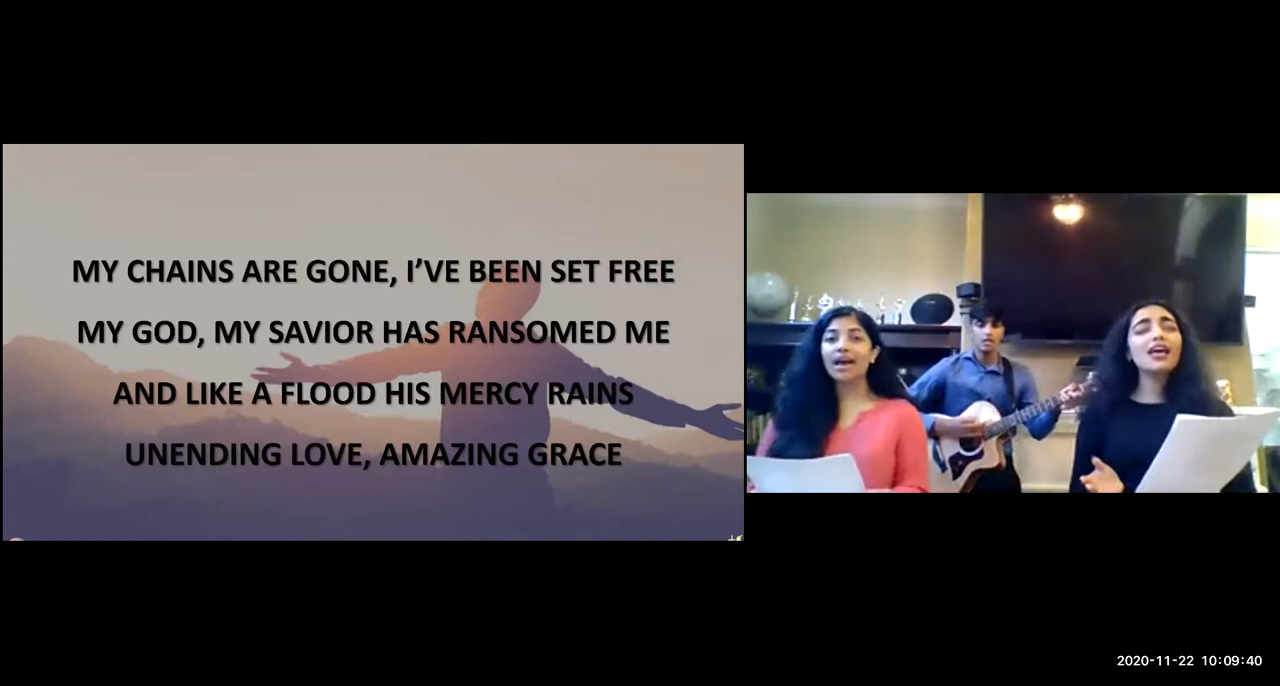 MY CHAINS ARE GONE, I’VE BEEN SET FREE
MY GOD, MY SAVIOR HAS RANSOMED ME
AND LIKE A FLOOD HIS MERCY RAINS
UNENDING LOVE, AMAZING GRACE
2020-11-22 10:09:40